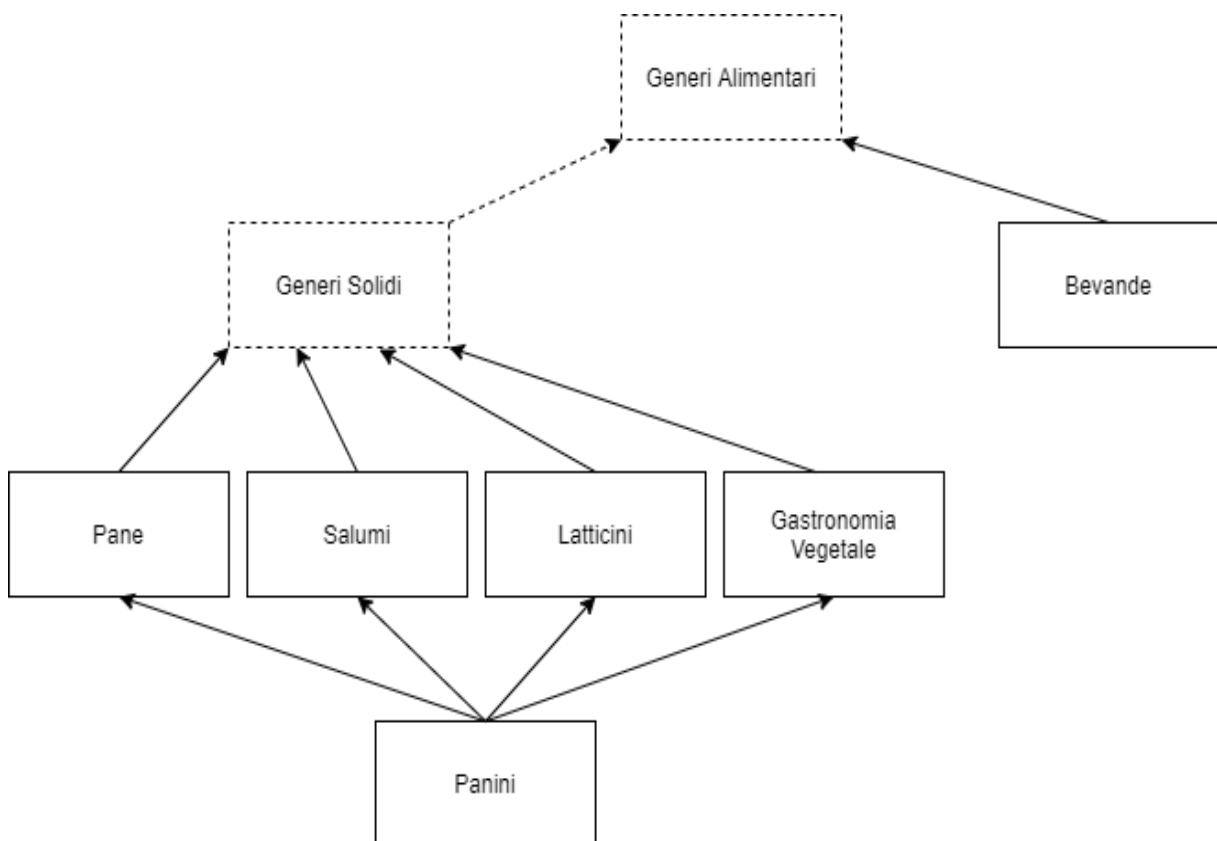 Generi Alimentari
Generi Solidi
Bevande
Pane
Salumi
Latticini
Gastronomia
Vegetale
Panini